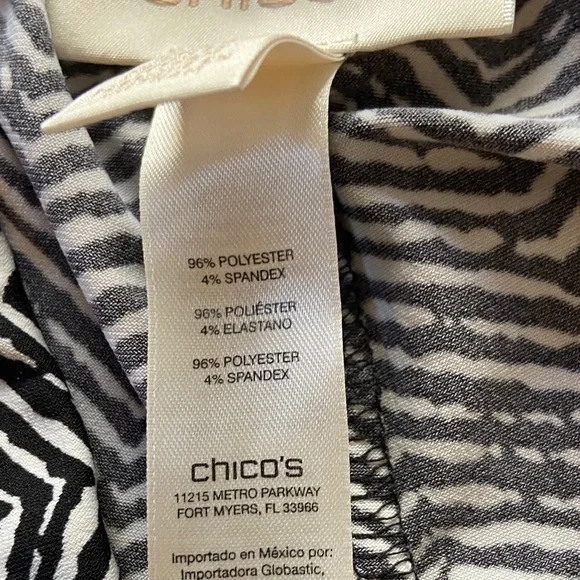 96% POLYESTER
4% SPANDEX
96% POLIÉSTER
4% ELASTANO
96% POLYESTER
4% SPANDEX
chico's
11215 METRO PARKWAY
FORT MYERS, FL 33966
Importado en México por:
Importadora Globastic,